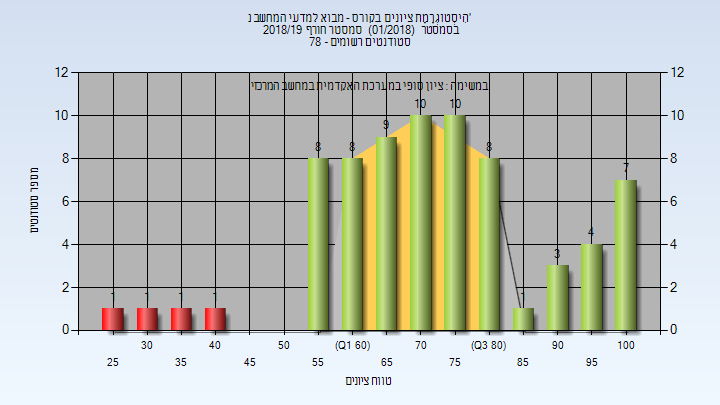 היסטוגרמת ציונים בקורס - מבוא למדעי המחשב נ'
בסמסטר (01/2018) סמסטר חורף 2018/19
סטודנטים רשומים - 78
במשימה : ציון סופי במערכת האקדמית במחשב המרכזי
מספר סטודנטים
12 10 8 6 4 2 0
12 10 8 6 4 2 0
1 1 1 1 8 8 9 10 10 8 1 3 4 7
30 40 50 (Q1 60) 70 (Q3 80) 90 100
25 35 45 55 65 75 85 95
טווח ציונים